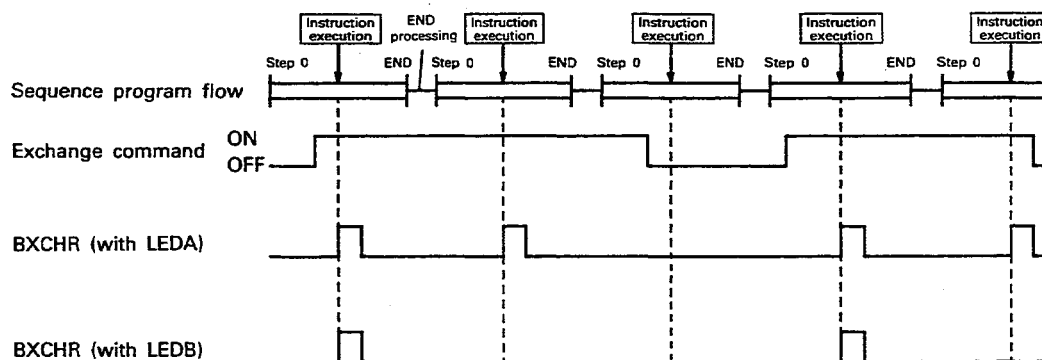 Instruction execution
END processing
Instruction execution
Instruction execution
Instruction execution
Instruction execution
Step 0 END Step 0 END Step 0 END Step 0 END Step 0
Sequence program flow
Exchange command ON
OFF
BXCHR (with LEDA)
BXCHR (with LEDB)